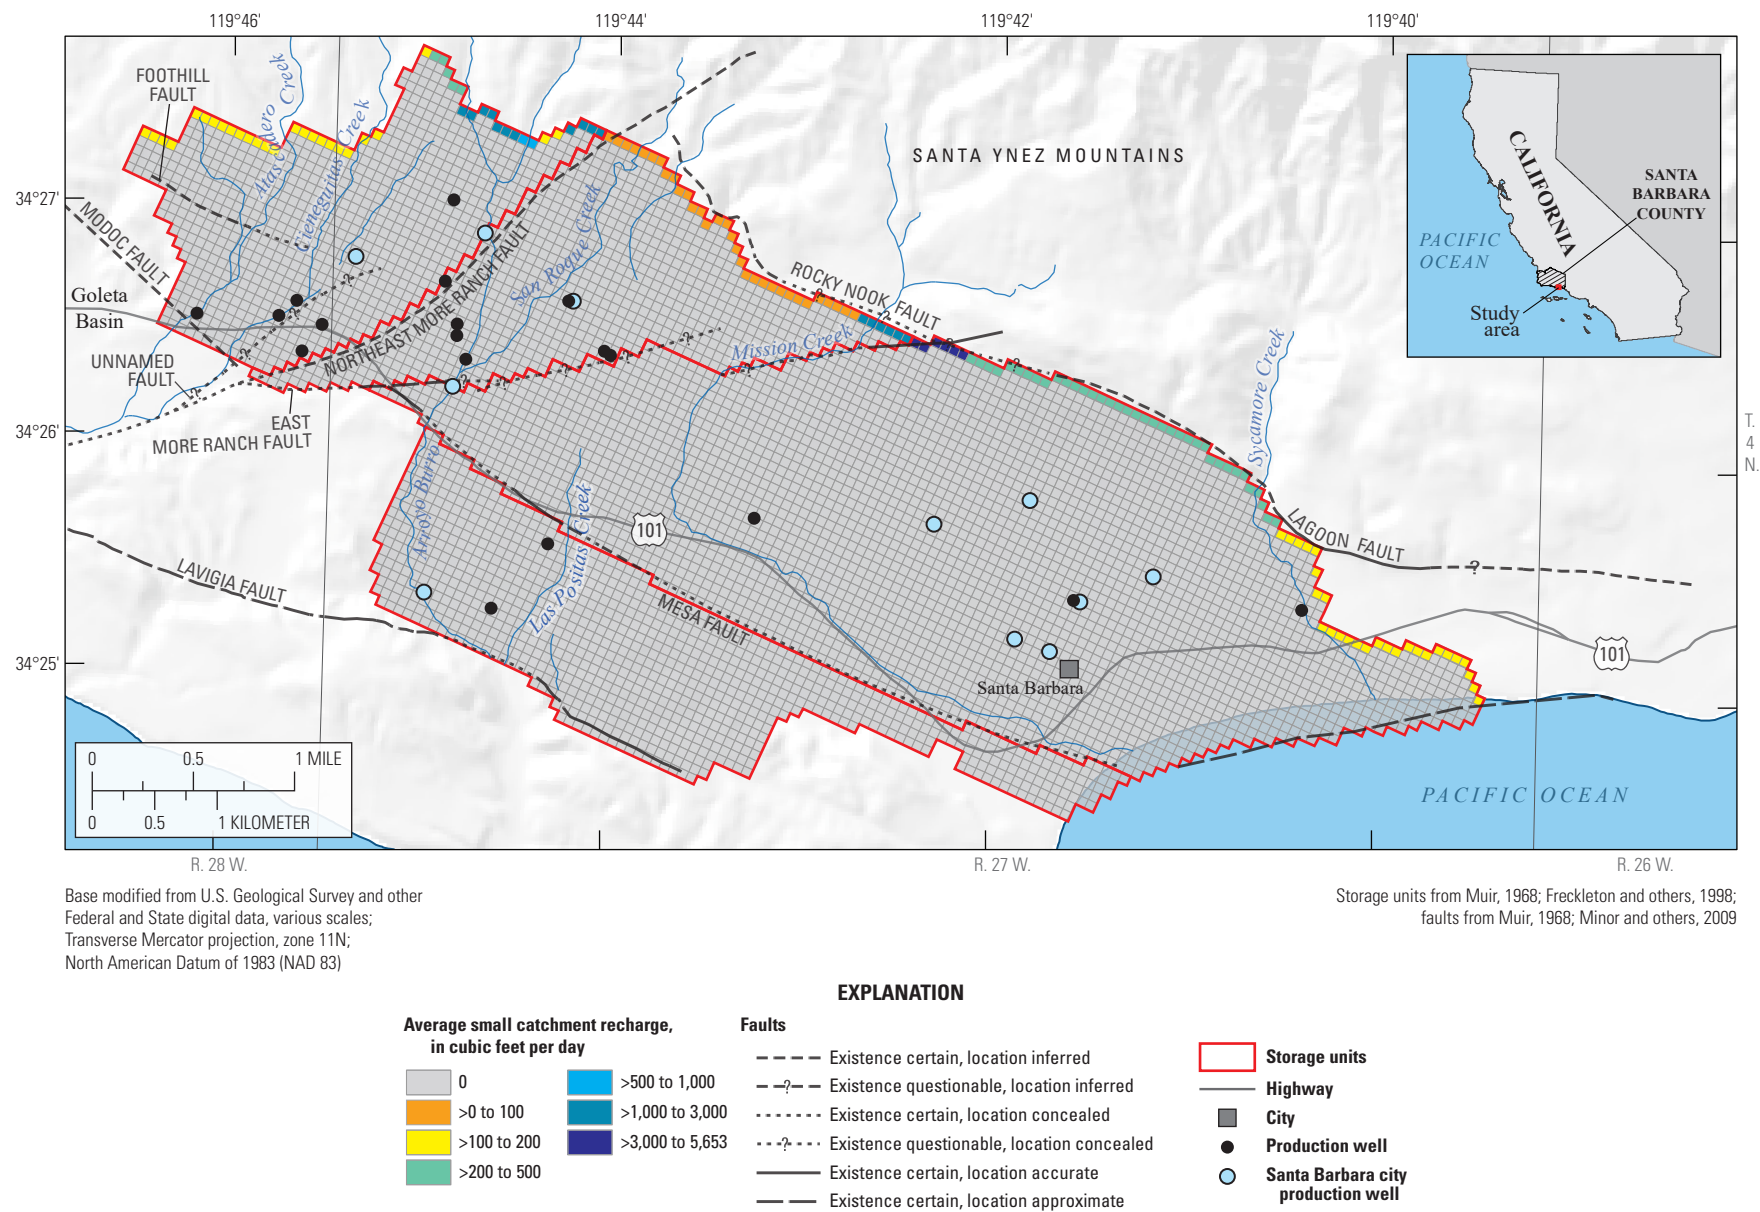 119°46'
119°44'
119°42'
119°40'
FOOTHILL
FAULT
Atascadero
Creek
Cieneguitas Creek
SANTA YNEZ MOUNTAINS
CALIFORNIA
SANTA
BARBARA
COUNTY
PACIFIC
OCEAN
Study
area
34°27'
MODOC FAULT
Goleta
Basin
San Roque Creek
NORTHEAST MORE RANCH FAULT
ROCKY NOOK FAULT
?
?
?
?
?
?
?
?
?
?
?
?
?
?
Mission Creek
UNNAMED
FAULT
Sycamore Creek
34°26'
EAST
MORE RANCH FAULT
T.
4
N.
Arroyo Burro
Las Positas Creek
101
LAGOON FAULT
LAVIGIA FAULT
MESA FAULT
34°25'
101
Santa Barbara
0 0.5 1 MILE
0 0.5 1 KILOMETER
PACIFIC OCEAN
R. 28 W.
R. 27 W.
R. 26 W.
Base modified from U.S. Geological Survey and other
Federal and State digital data, various scales;
Transverse Mercator projection, zone 11N;
North American Datum of 1983 (NAD 83)
Storage units from Muir, 1968; Freckleton and others, 1998;
faults from Muir, 1968; Minor and others, 2009
EXPLANATION
Average small catchment recharge,
in cubic feet per day
0
>0 to 100
>100 to 200
>200 to 500
>500 to 1,000
>1,000 to 3,000
>3,000 to 5,653
Faults
Existence certain, location inferred
? Existence questionable, location inferred
Existence certain, location concealed
? Existence questionable, location concealed
Existence certain, location accurate
Existence certain, location approximate
Storage units
Highway
City
Production well
Santa Barbara city
production well